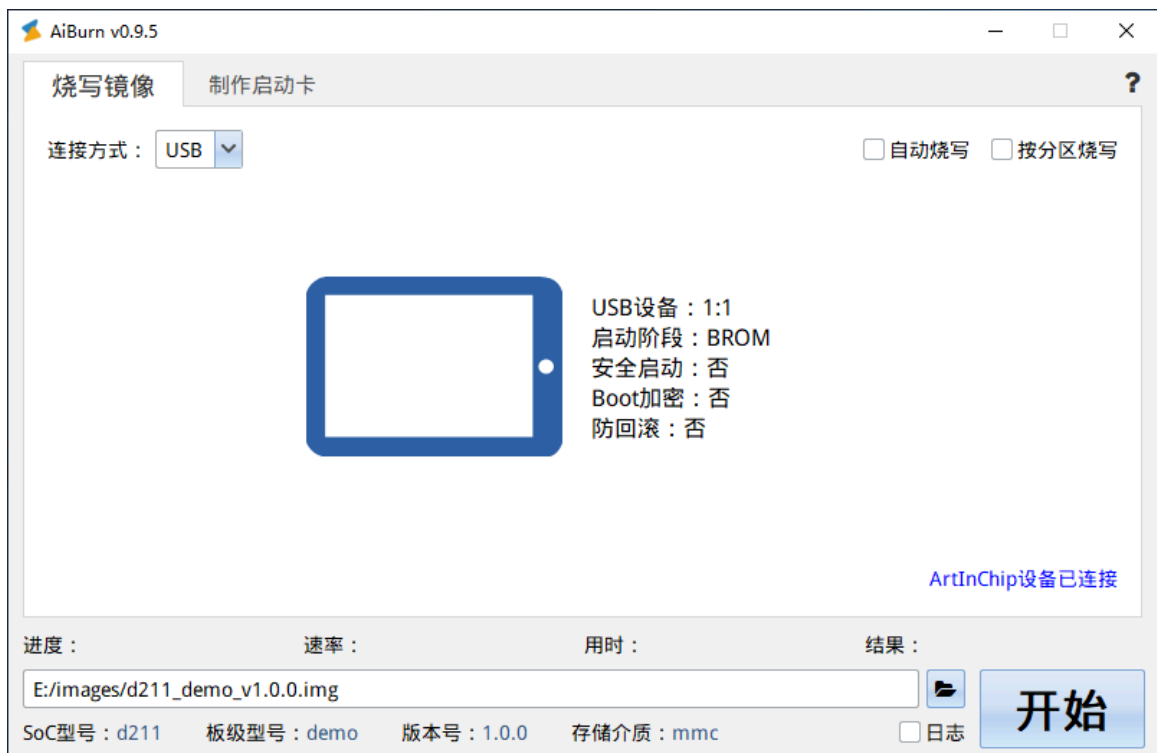 AiBurn v0.9.5
烧写镜像 制作启动卡 ?
连接方式： USB 自动烧写 按分区烧写
USB设备：1:1
启动阶段：BROM
安全启动：否
Boot加密：否
防回滚：否
ArtInChip设备已连接
进度： 速率： 用时： 结果：
E:/images/d211_demo_v1.0.0.img
开始
SoC型号：d211 板级型号：demo 版本号：1.0.0 存储介质：mmc 日志